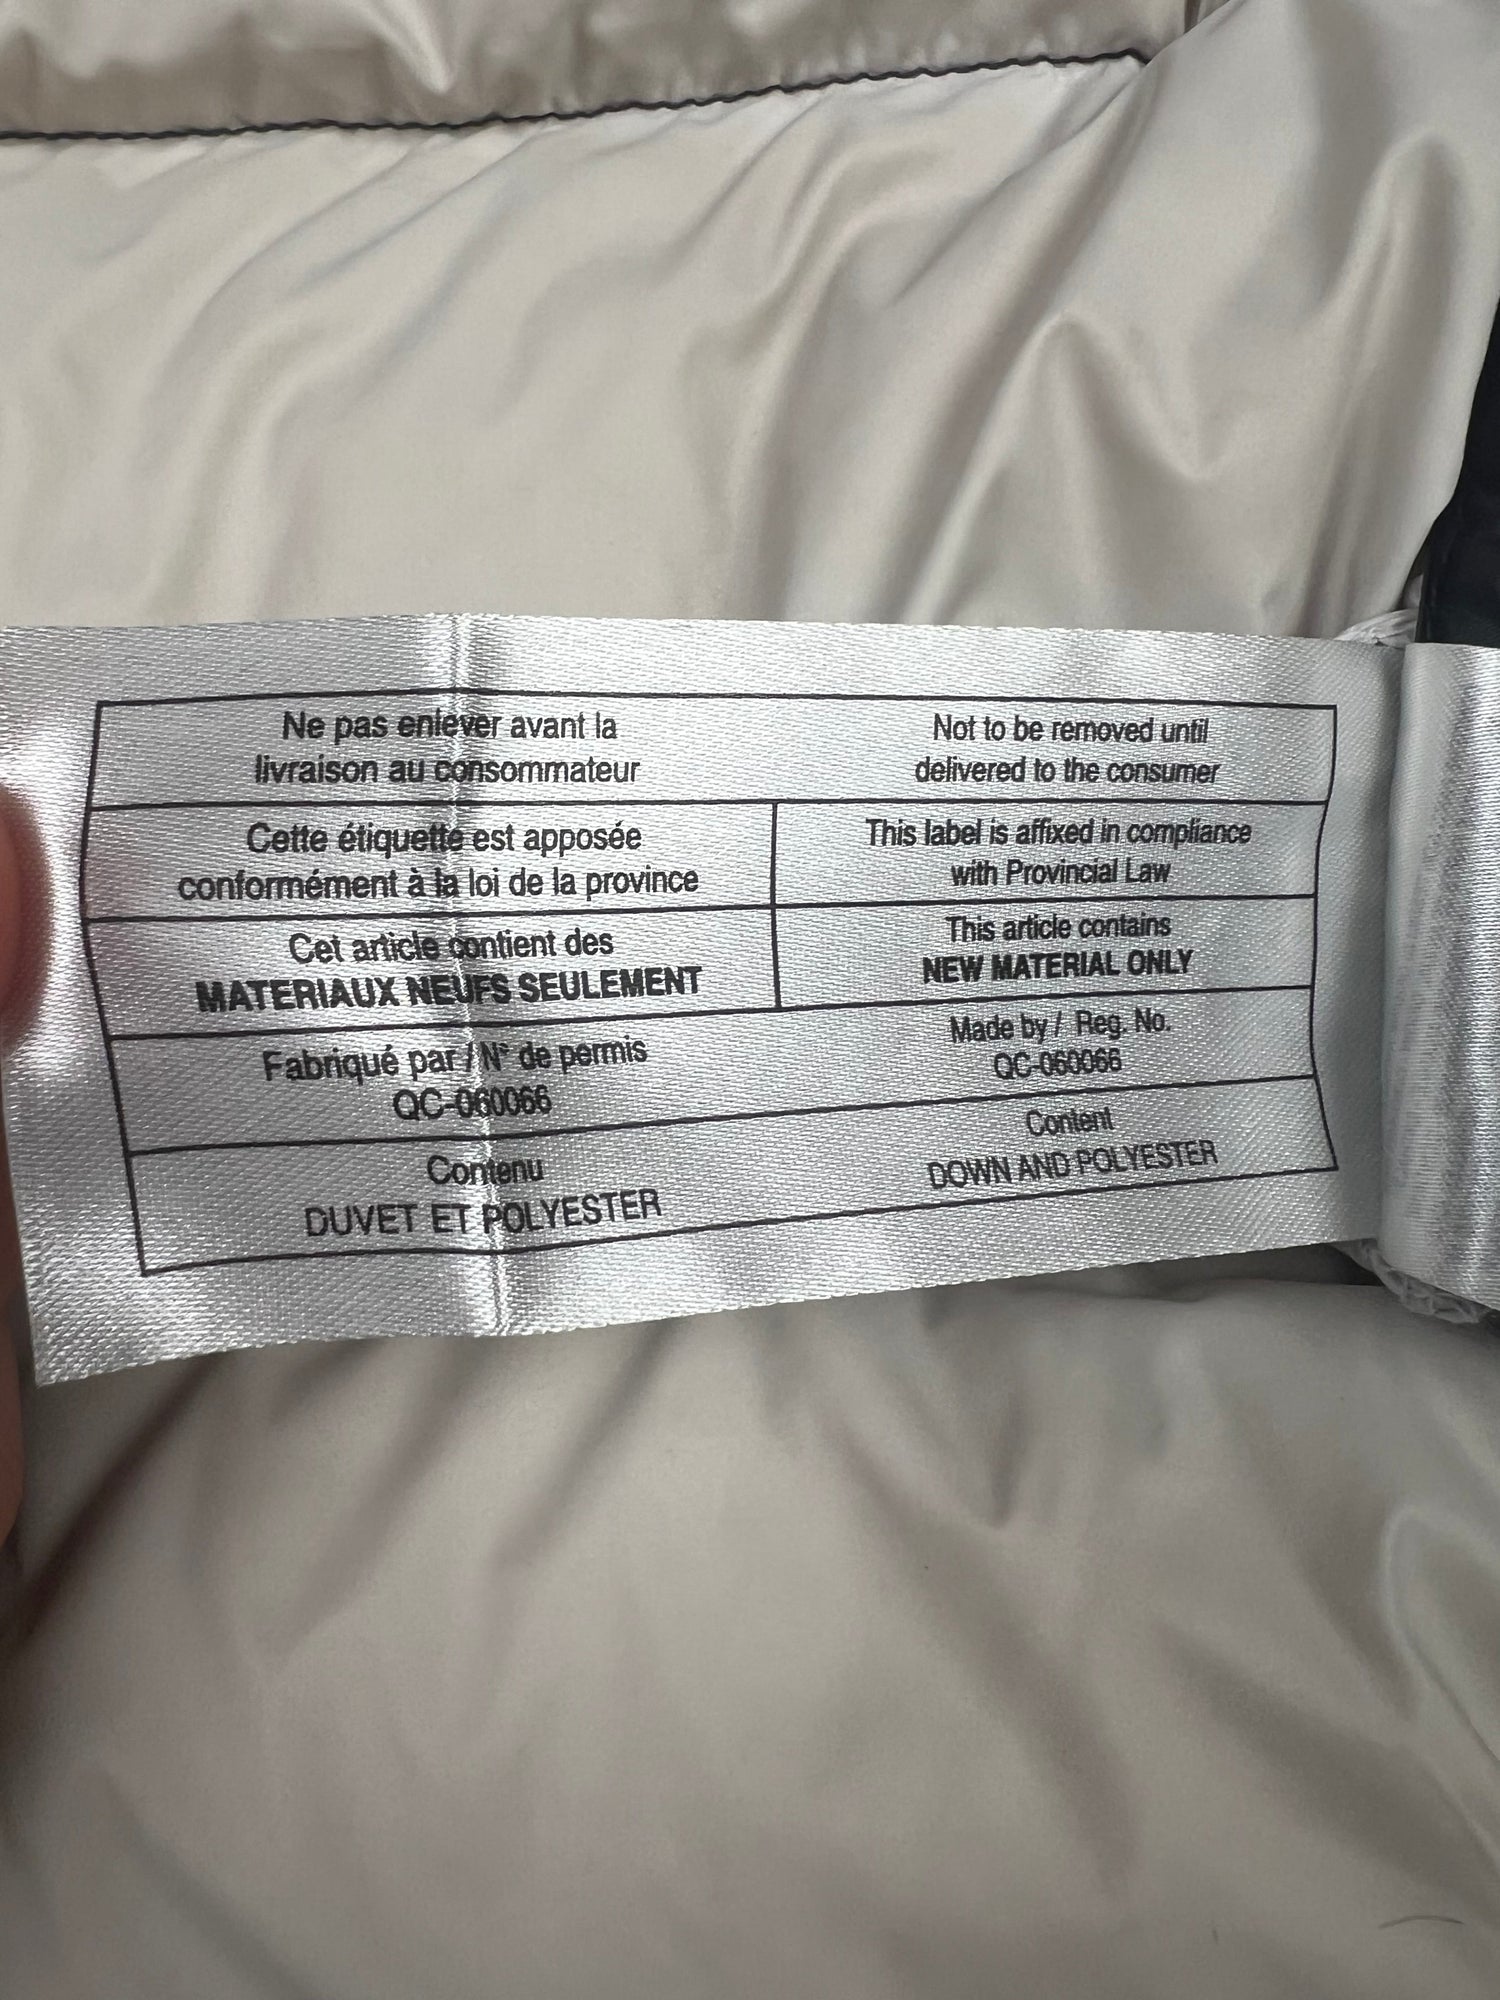 Ne pas enlever avant la
livraison au consommateur
Not to be removed until
delivered to the consumer
Cette étiquette est apposée
conformément à la loi de la province
This label is affixed in compliance
with Provincial Law
Cet article contient des
MATERIAUX NEUFS SEULEMENT
This article contains
NEW MATERIAL ONLY
Fabriqué par / N° de permis
QC-060066
Made by / Reg. No.
QC-060066
Contenu
DUVET ET POLYESTER
Content
DOWN AND POLYESTER